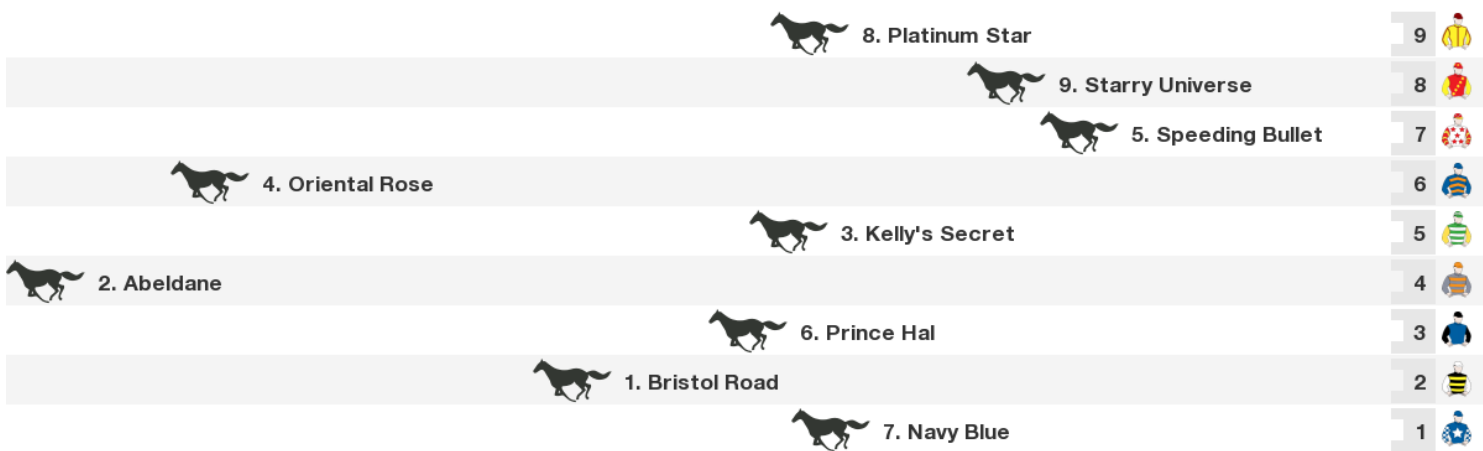 8. Platinum Star 9
9. Starry Universe 8
5. Speeding Bullet 7
4. Oriental Rose 6
3. Kelly's Secret 5
2. Abeldane 4
6. Prince Hal 3
1. Bristol Road 2
7. Navy Blue 1